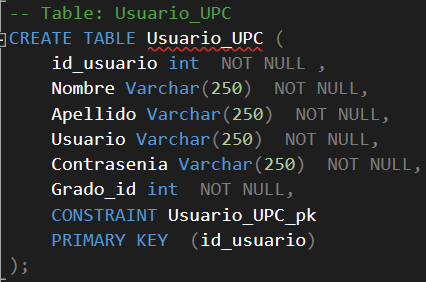 -- Table: Usuario_UPC
CREATE TABLE Usuario_UPC (
id_usuario int  NOT NULL ,
Nombre Varchar(250)  NOT NULL,
Apellido Varchar(250)  NOT NULL,
Usuario Varchar(250)  NOT NULL,
Contrasenia Varchar(250)  NOT NULL,
Grado_id int  NOT NULL,
CONSTRAINT Usuario_UPC_pk
PRIMARY KEY  (id_usuario)
);